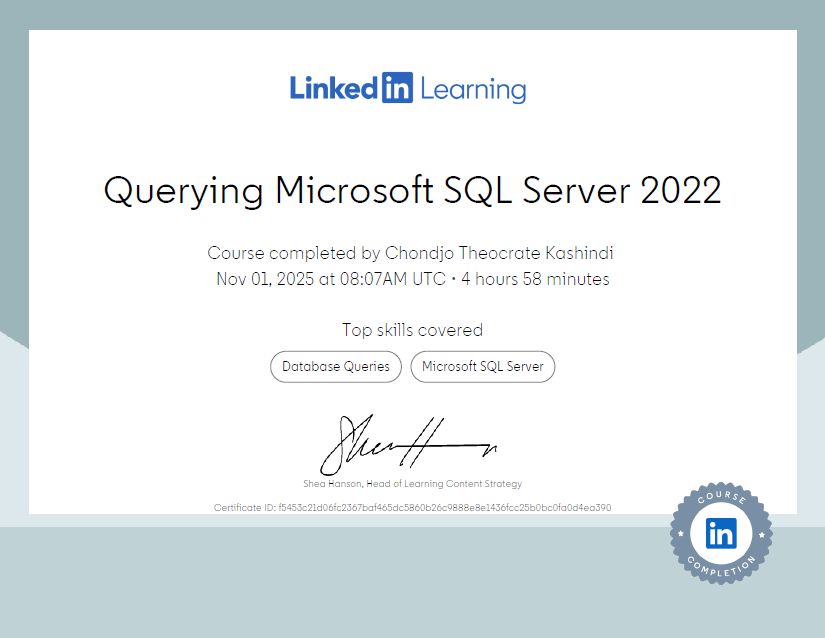 Linked in Learning
Querying Microsoft SQL Server 2022
Course completed by Chondjo Theocrate Kashindi
Nov 01, 2025 at 08:07AM UTC • 4 hours 58 minutes
Top skills covered
Database Queries Microsoft SQL Server
Shea Hanson, Head of Learning Content Strategy
Certificate ID: f5453c21d06fc2367baf465dc5860b26c9888e8e1436fcc25b0bc0fa0d4ea390
COURSE
in
COMPLETION